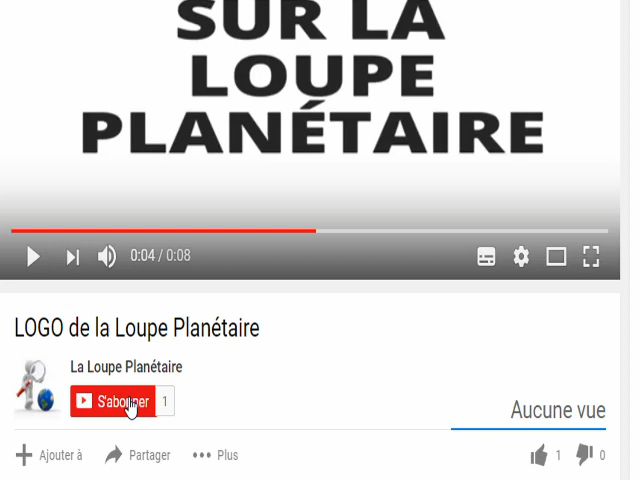 SUR LA
LOUPE
PLANÉTAIRE
0:04 / 0:08
LOGO de la Loupe Planétaire
La Loupe Planétaire
S'abonner 1
Aucune vue
Ajouter à Partager Plus 1 0